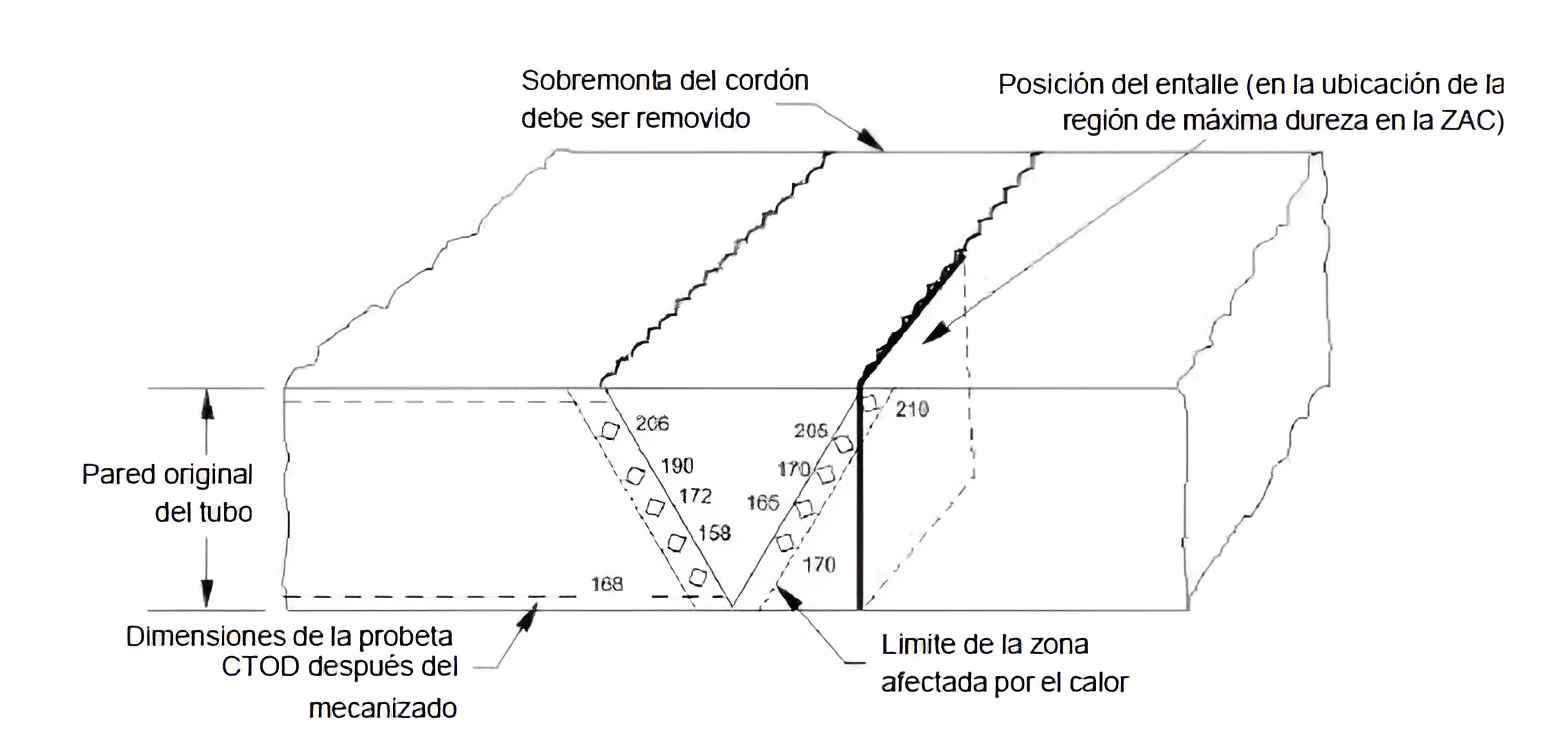 Sobremonta del cordón
debe ser removido
Posición del entalle (en la ubicación de la
región de máxima dureza en la ZAC)
206
190
172
158
168
210
205
170
165
170
Pared original
del tubo
Dimensiones de la probeta
CTOD después del
mecanizado
Limite de la zona
afectada por el calor